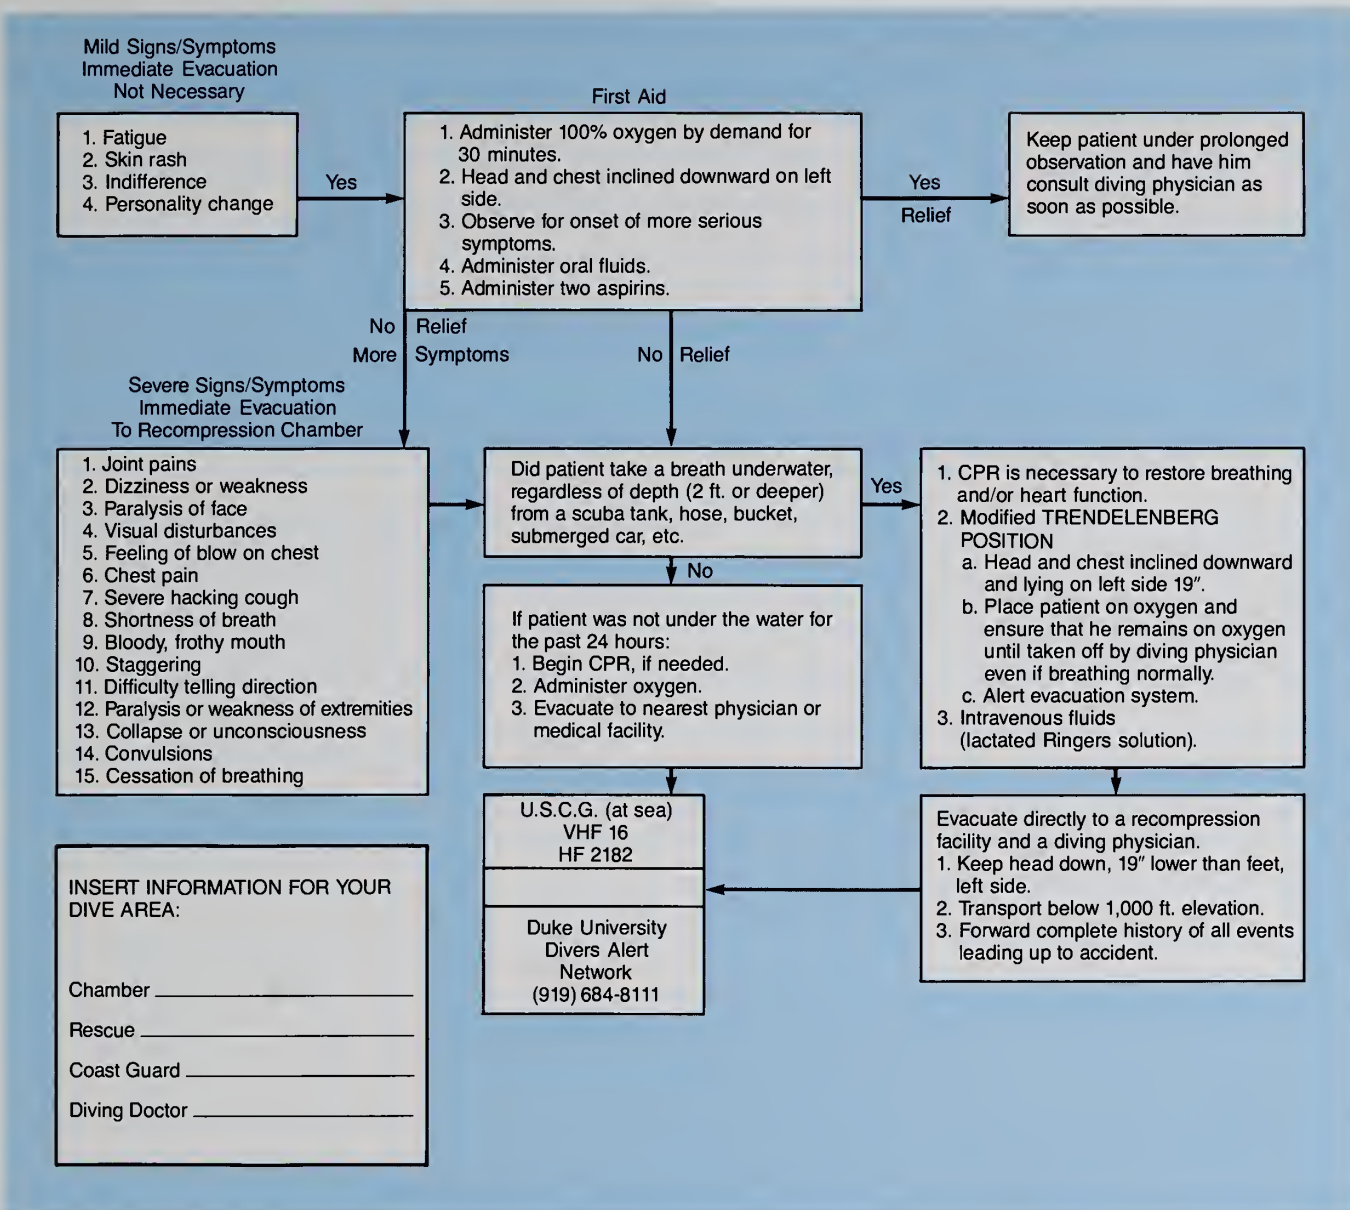 Mild Signs/Symptoms
Immediate Evacuation
Not Necessary
1. Fatigue
2. Skin rash
3. Indifference
4. Personality change
Yes
First Aid
1. Administer 100% oxygen by demand for
30 minutes.
2. Head and chest inclined downward on left
side.
3. Observe for onset of more serious
symptoms.
4. Administer oral fluids.
5. Administer two aspirins.
Yes
Relief
Keep patient under prolonged
observation and have him
consult diving physician as
soon as possible.
No Relief
More Symptoms
No Relief
Severe Signs/Symptoms
Immediate Evacuation
To Recompression Chamber
1. Joint pains
2. Dizziness or weakness
3. Paralysis of face
4. Visual disturbances
5. Feeling of blow on chest
6. Chest pain
7. Severe hacking cough
8. Shortness of breath
9. Bloody, frothy mouth
10. Staggering
11. Difficulty telling direction
12. Paralysis or weakness of extremities
13. Collapse or unconsciousness
14. Convulsions
15. Cessation of breathing
Did patient take a breath underwater,
regardless of depth (2 ft. or deeper)
from a scuba tank, hose, bucket,
submerged car, etc.
Yes
No
1. CPR is necessary to restore breathing
and/or heart function.
2. Modified TRENDELENBERG
POSITION
a. Head and chest inclined downward
and lying on left side 19″.
b. Place patient on oxygen and
ensure that he remains on oxygen
until taken off by diving physician
even if breathing normally.
c. Alert evacuation system.
3. Intravenous fluids
(lactated Ringers solution).
If patient was not under the water for
the past 24 hours:
1. Begin CPR, if needed.
2. Administer oxygen.
3. Evacuate to nearest physician or
medical facility.
U.S.C.G. (at sea)
VHF 16
HF 2182
Duke University
Divers Alert
Network
(919) 684-8111
Evacuate directly to a recompression
facility and a diving physician.
1. Keep head down, 19″ lower than feet,
left side.
2. Transport below 1,000 ft. elevation.
3. Forward complete history of all events
leading up to accident.
INSERT INFORMATION FOR YOUR
DIVE AREA:
Chamber
Rescue
Coast Guard
Diving Doctor